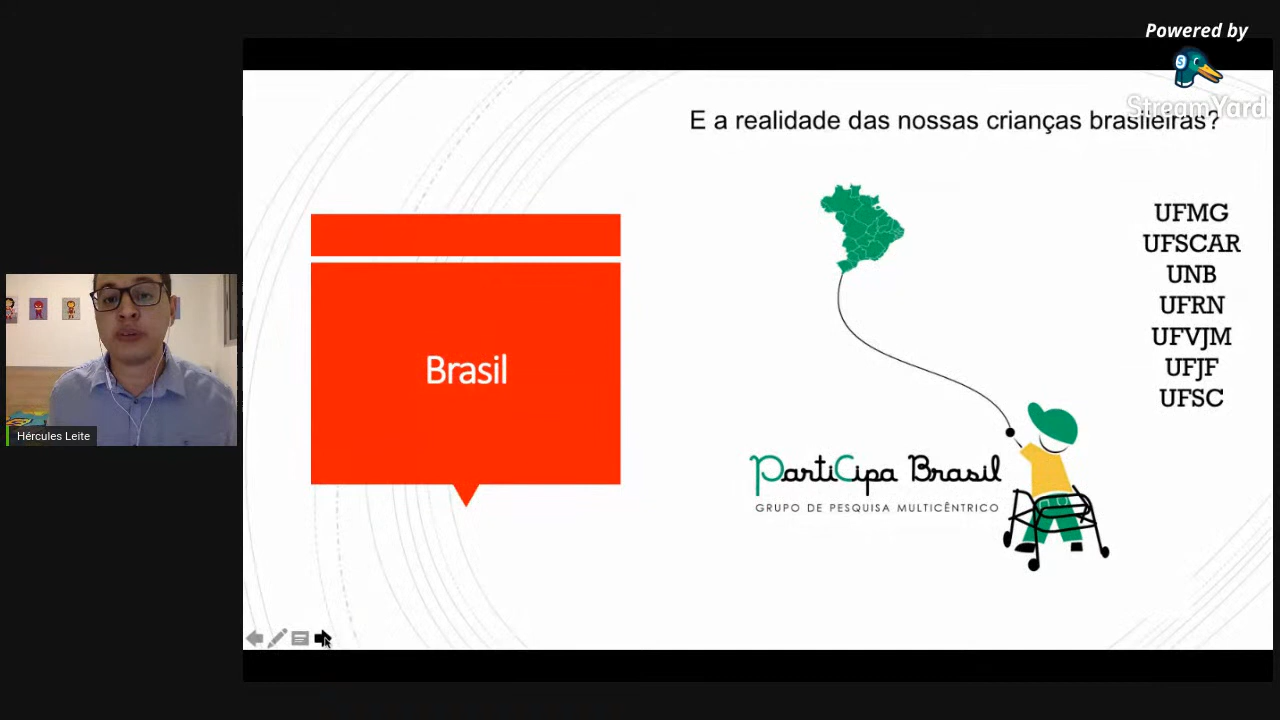 Powered by
StreamYard
E a realidade das nossas crianças brasileiras?
UFMG
UFSCAR
UNB
UFRN
UFVJM
UFJF
UFSC
Brasil
PartiCipa Brasil
GRUPO DE PESQUISA MULTICÊNTRICO
Hércules Leite
S